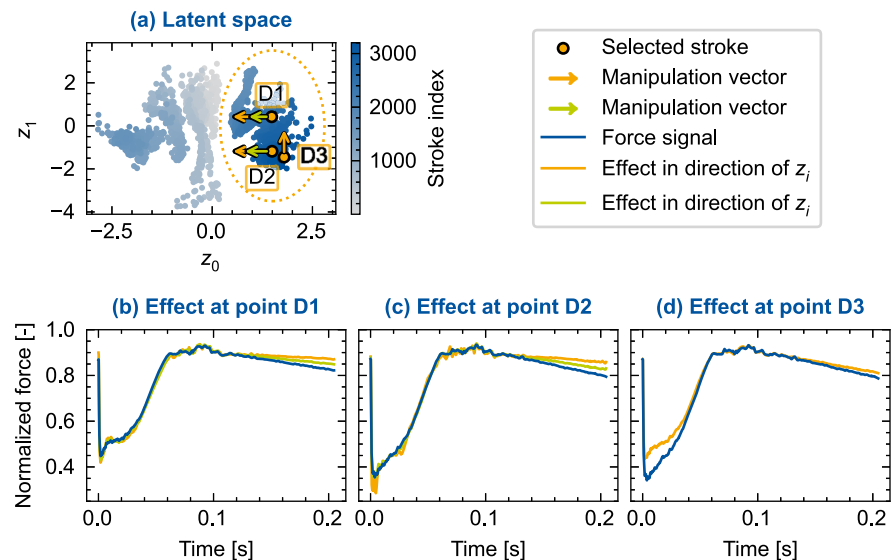 (a) Latent space
z1
4
2
0
−2
−4
−2.5
0.0
2.5
z0
D1
D2
D3
Stroke index
3000
2000
1000
Selected stroke
Manipulation vector
Manipulation vector
Force signal
Effect in direction of zi
Effect in direction of zi
(b) Effect at point D1
(c) Effect at point D2
(d) Effect at point D3
Normalized force [-]
1.0
0.8
0.6
0.4
0.0
0.1
0.2
0.0
0.1
0.2
0.0
0.1
0.2
Time [s]
Time [s]
Time [s]